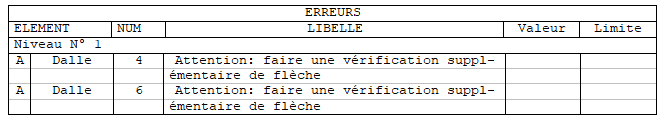 ERREURS
ELEMENT NUM LIBELLE Valeur Limite
Niveau N° 1
A Dalle 4 Attention: faire une vérification suppl-
émentaire de flèche
A Dalle 6 Attention: faire une vérification suppl-
émentaire de flèche